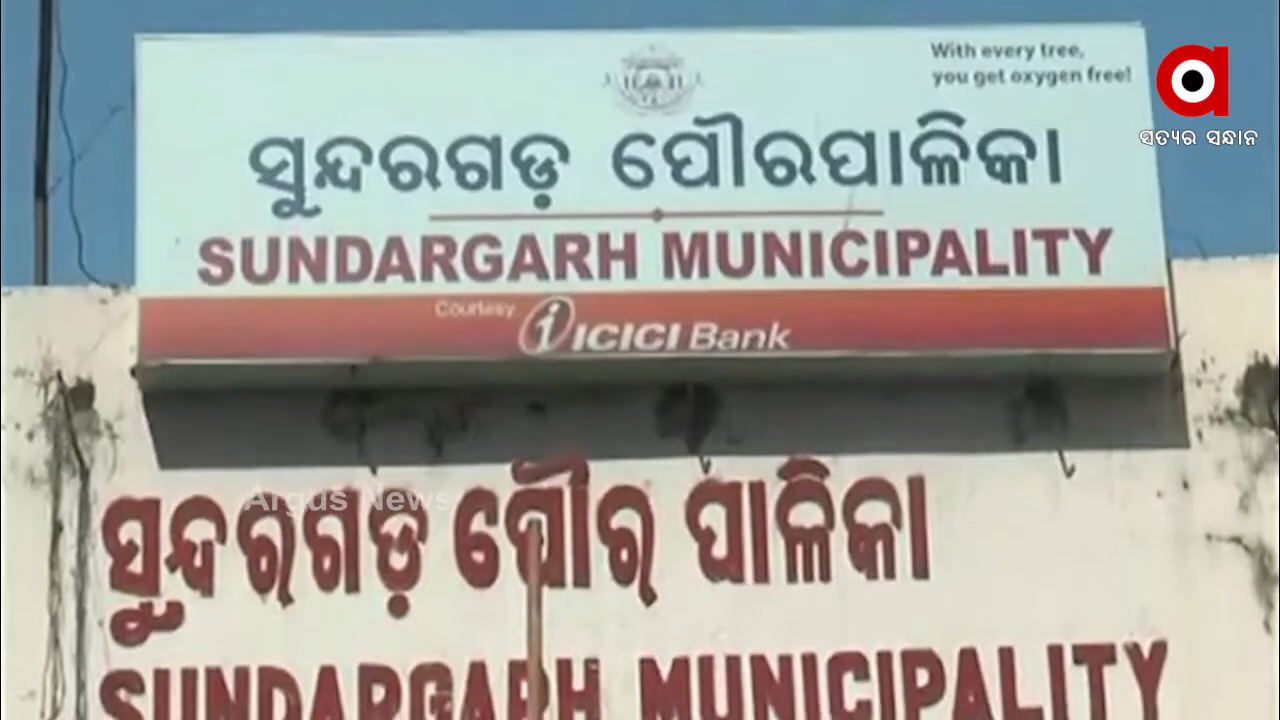 With every tree,
you get oxygen free!
ସତ୍ୟର ସନ୍ଧାନ
ସୁନ୍ଦରଗଡ଼ ପୌରପାଳିକା
SUNDARGARH MUNICIPALITY
Courtesy ICICI Bank
Argus News
ସୁନ୍ଦରଗଡ଼ ପୌର ପାଳିକା
SUNDARGARH MUNICIPALITY